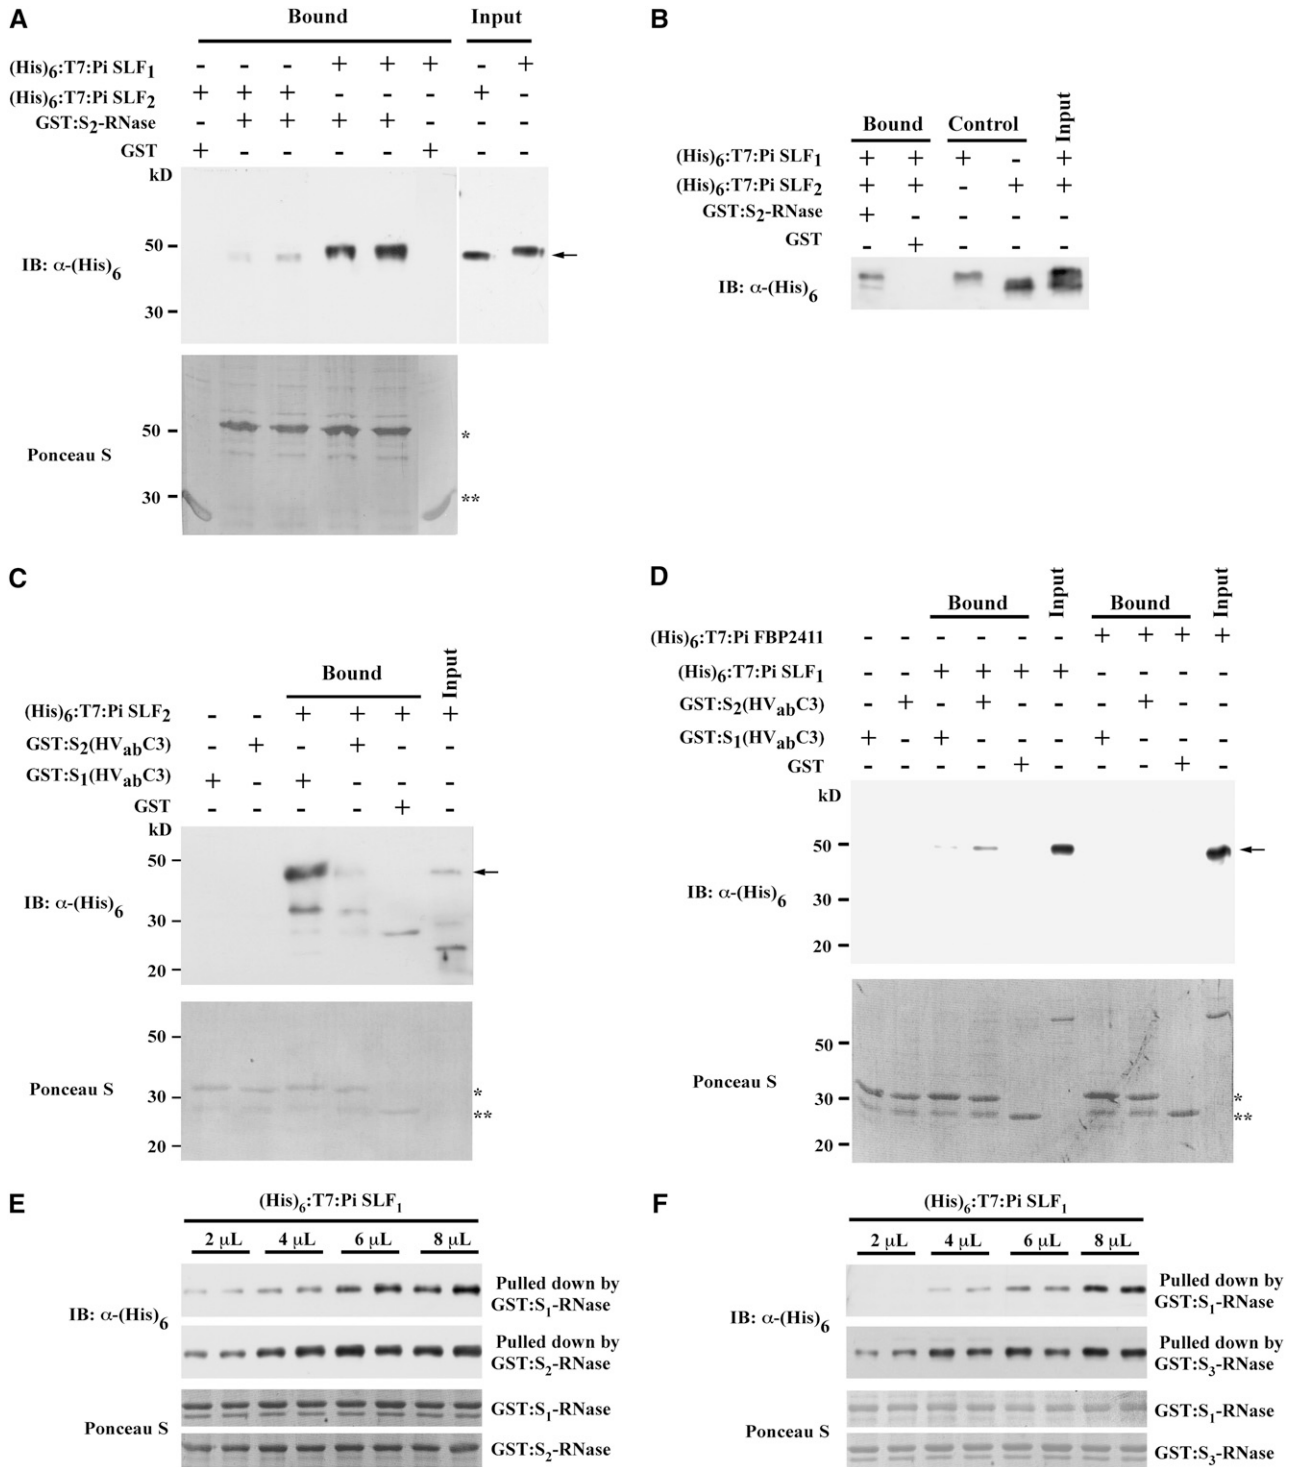 A
Bound Input
(His)6:T7:Pi SLF1 - - - + + + - +
(His)6:T7:Pi SLF2 + + + - - - + -
GST:S2-RNase - + + + + - - -
GST + - - - - + - -
kD
50
IB: α-(His)6
30
50
*
Ponceau S
30
**
B
Bound Control Input
(His)6:T7:Pi SLF1 + + + - +
(His)6:T7:Pi SLF2 + + - + +
GST:S2-RNase + - - - -
GST - + - - -
IB: α-(His)6
C
Bound Input
(His)6:T7:Pi SLF2 - - + + + +
GST:S2(HVabC3) - + - + - -
GST:S1(HVabC3) + - + - - -
GST - - - - + -
kD
50
IB: α-(His)6
30
20
50
Ponceau S
30
*
**
20
D
Bound Input Bound Input
(His)6:T7:Pi FBP2411 - - - - - - + + + +
(His)6:T7:Pi SLF1 - - + + + + - - - -
GST:S2(HVabC3) - + - + - - - + - -
GST:S1(HVabC3) + - + - - - + - - -
GST - - - - + - - - + -
kD
50
IB: α-(His)6
30
20
50
Ponceau S
30
*
**
20
E
(His)6:T7:Pi SLF1
2 μL 4 μL 6 μL 8 μL
IB: α-(His)6
Pulled down by
GST:S1-RNase
Pulled down by
GST:S2-RNase
Ponceau S
GST:S1-RNase
GST:S2-RNase
F
(His)6:T7:Pi SLF1
2 μL 4 μL 6 μL 8 μL
IB: α-(His)6
Pulled down by
GST:S1-RNase
Pulled down by
GST:S3-RNase
Ponceau S
GST:S1-RNase
GST:S3-RNase